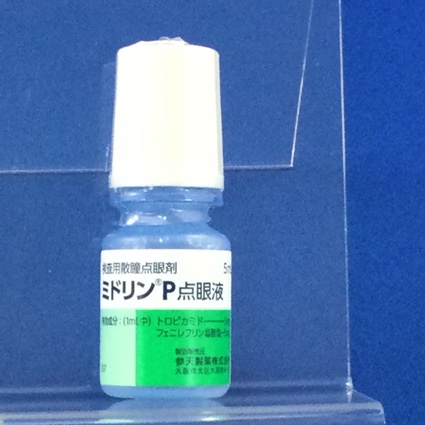 検査用散瞳点眼剤 5mL
ミドリン®P点眼液
有効成分:(1mL中) トロピカミド
フェニレフリン塩酸塩
製造販売元
参天製薬株式会社